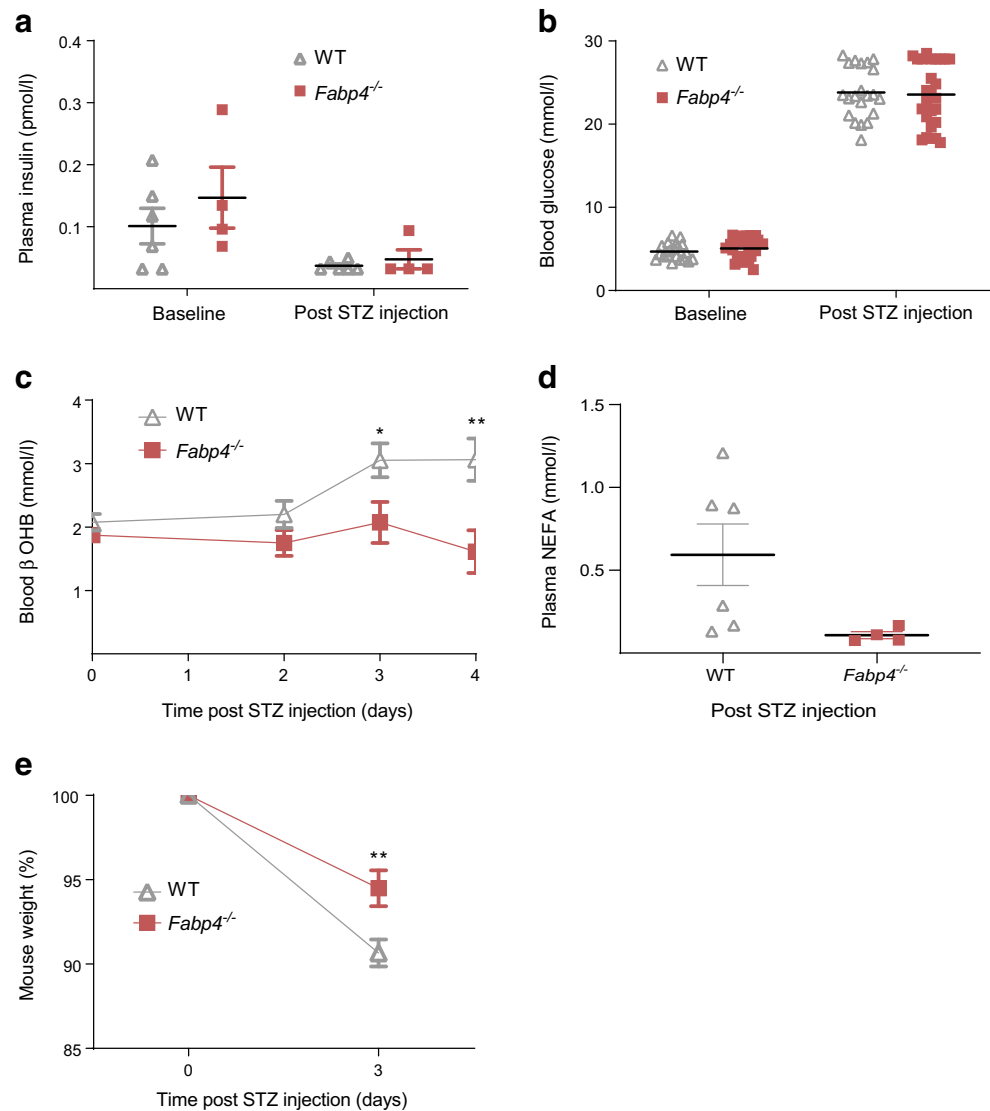 a
0.4
0.3
0.2
0.1
Plasma insulin (pmol/l)
WT
Fabp4-/-
Baseline
Post STZ injection
b
30
20
10
0
Blood glucose (mmol/l)
WT
Fabp4-/-
Baseline
Post STZ injection
c
4
3
2
1
Blood β OHB (mmol/l)
WT
Fabp4-/-
*
**
0
1
2
3
4
Time post STZ injection (days)
d
1.5
1.0
0.5
Plasma NEFA (mmol/l)
WT
Fabp4-/-
Post STZ injection
e
100
95
90
85
Mouse weight (%)
WT
Fabp4-/-
**
0
3
Time post STZ injection (days)